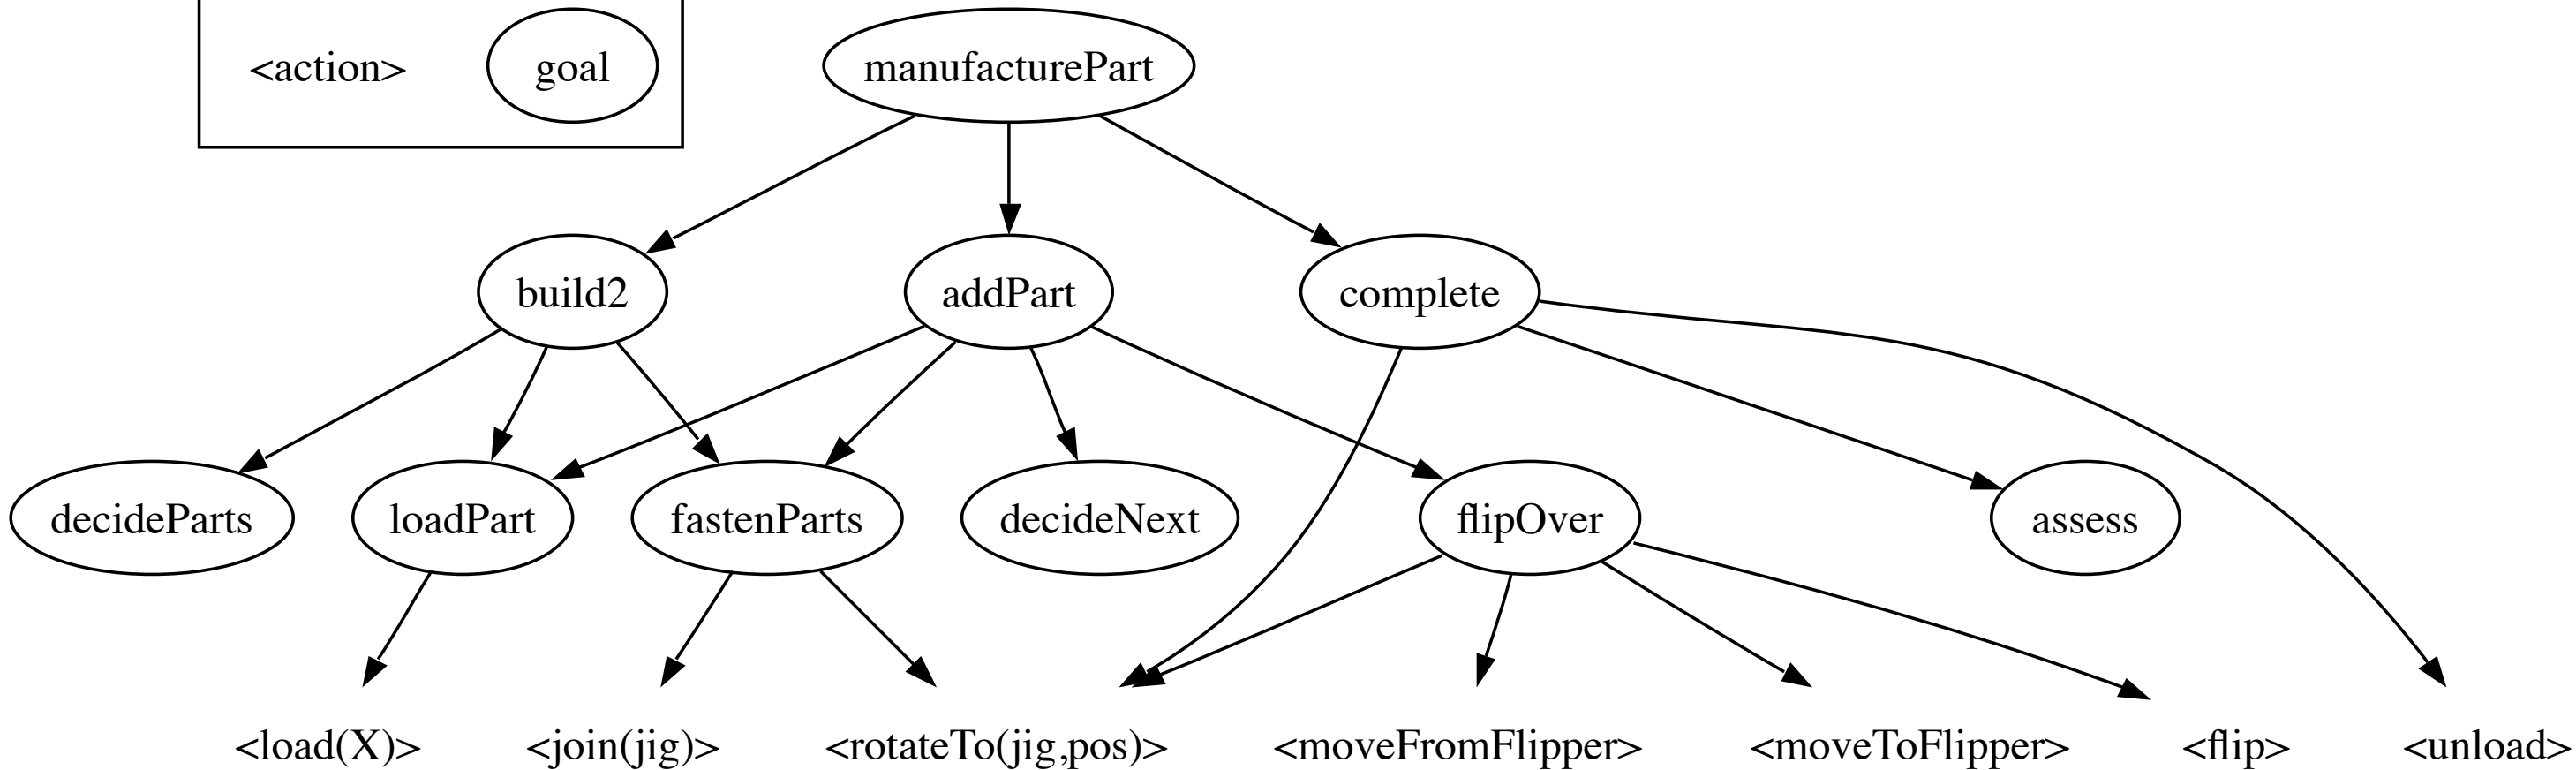 <action>
goal
manufacturePart
build2
addPart
complete
decideParts
loadPart
fastenParts
decideNext
flipOver
assess
<load(X)>
<join(jig)>
<rotateTo(jig,pos)>
<moveFromFlipper>
<moveToFlipper>
<flip>
<unload>